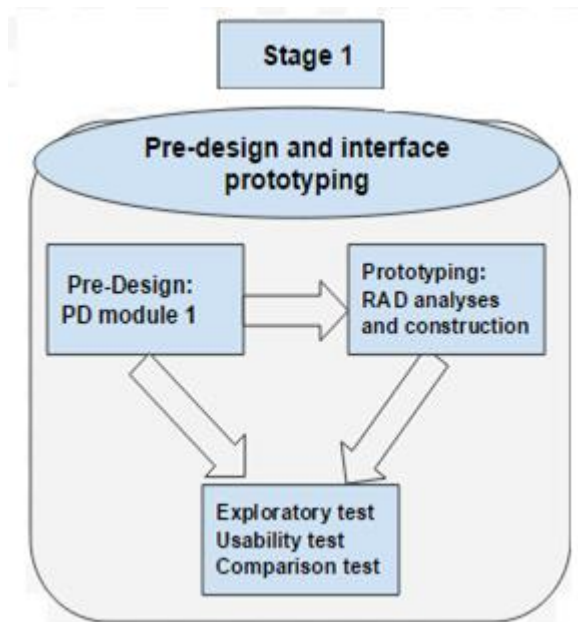 Stage 1
Pre-design and interface
prototyping
Pre-Design:
PD module 1
Prototyping:
RAD analyses
and construction
Exploratory test
Usability test
Comparison test